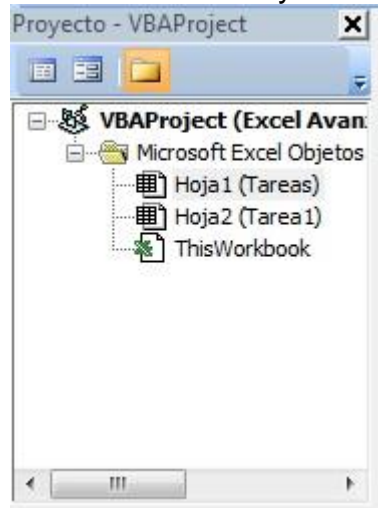 Proyecto - VBAProject
VBAProject (Excel Avan
Microsoft Excel Objetos
Hoja1 (Tareas)
Hoja2 (Tarea1)
ThisWorkbook